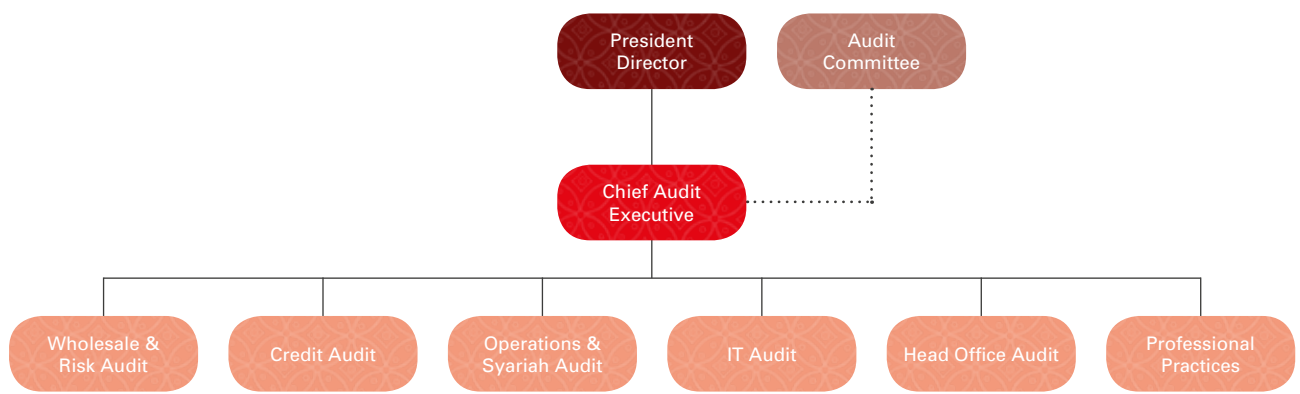 President
Director
Audit
Committee
Chief Audit
Executive
Wholesale &
Risk Audit
Credit Audit
Operations &
Syariah Audit
IT Audit
Head Office Audit
Professional
Practices